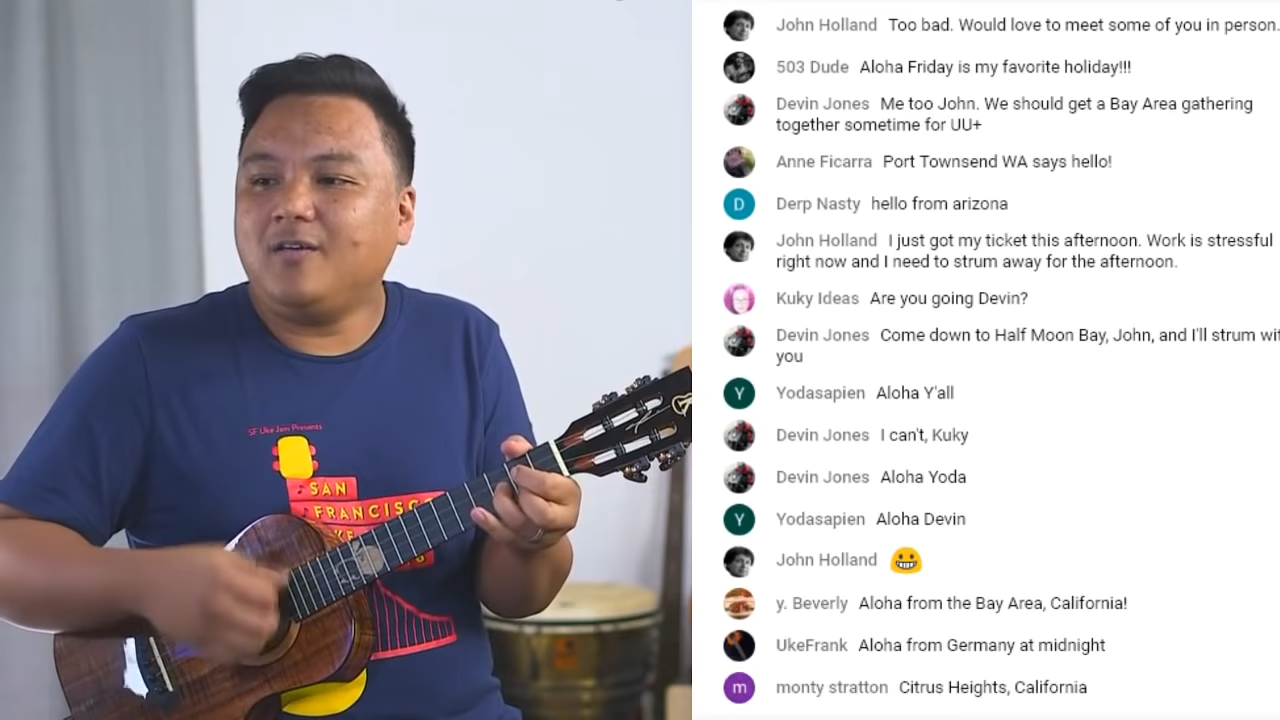 SF Uke Jam Presents
SAN
FRANCISCO
John Holland Too bad. Would love to meet some of you in person.
503 Dude Aloha Friday is my favorite holiday!!!
Devin Jones Me too John. We should get a Bay Area gathering
together sometime for UU+
Anne Ficarra Port Townsend WA says hello!
D
Derp Nasty hello from arizona
John Holland I just got my ticket this afternoon. Work is stressful
right now and I need to strum away for the afternoon.
Kuky Ideas Are you going Devin?
Devin Jones Come down to Half Moon Bay, John, and I'll strum wit
you
Y
Yodasapien Aloha Y'all
Devin Jones I can't, Kuky
Devin Jones Aloha Yoda
Y
Yodasapien Aloha Devin
John Holland 😀
y. Beverly Aloha from the Bay Area, California!
UkeFrank Aloha from Germany at midnight
m
monty stratton Citrus Heights, California